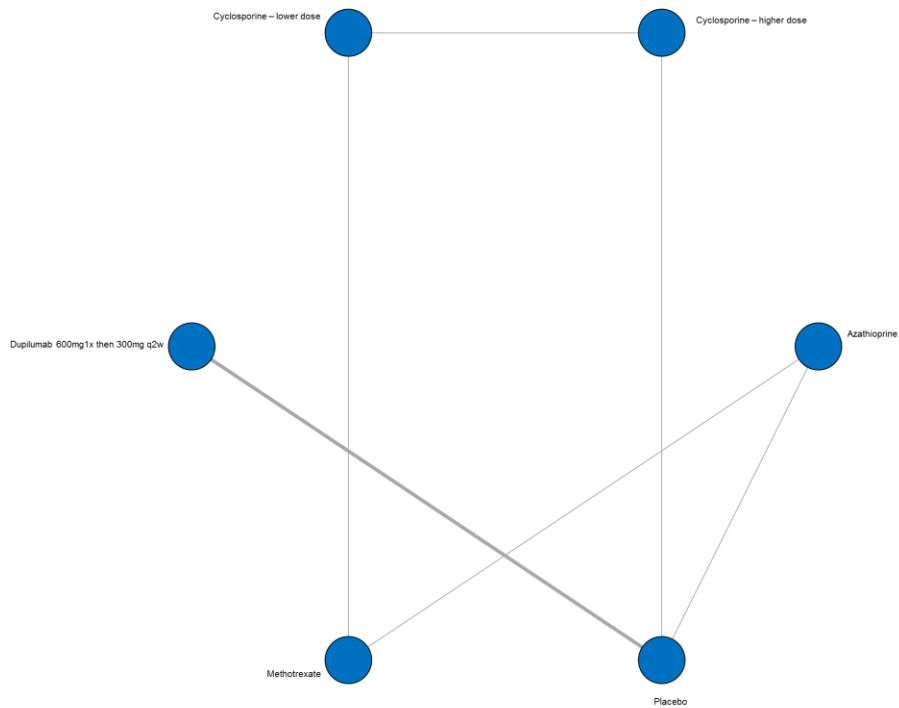 Cyclosporine – lower dose
Cyclosporine – higher dose
Dupilumab 600mg1x then 300mg q2w
Azathioprine
Methotrexate
Placebo